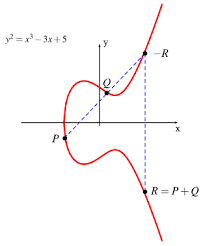 y
y² = x³ − 3x + 5
−R
Q
x
P
R = P + Q